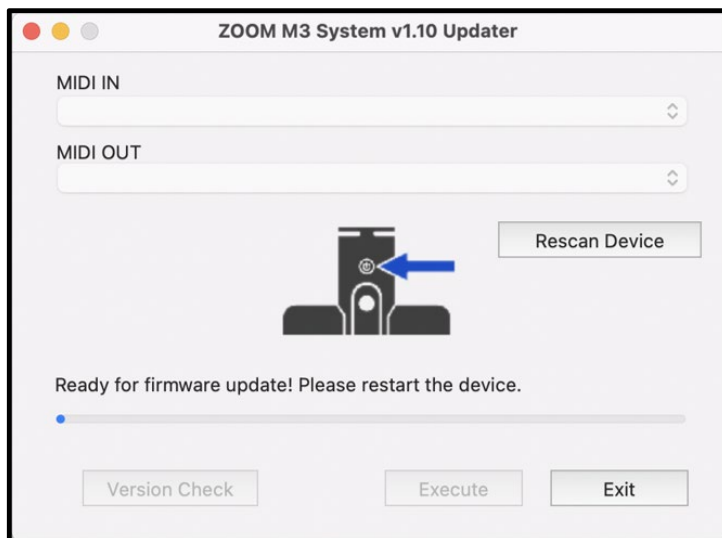 ZOOM M3 System v1.10 Updater
MIDI IN
MIDI OUT
Rescan Device
Ready for firmware update! Please restart the device.
Version Check Execute Exit